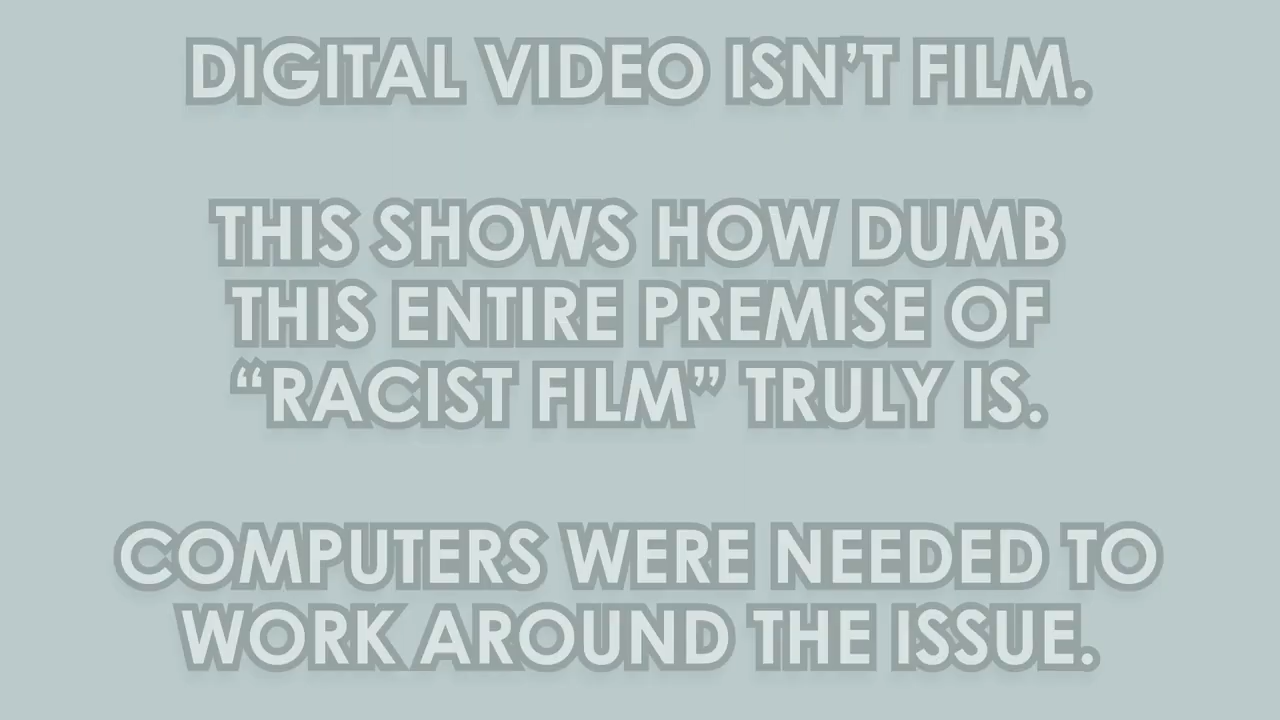 DIGITAL VIDEO ISN’T FILM.
THIS SHOWS HOW DUMB
THIS ENTIRE PREMISE OF
“RACIST FILM” TRULY IS.
COMPUTERS WERE NEEDED TO
WORK AROUND THE ISSUE.